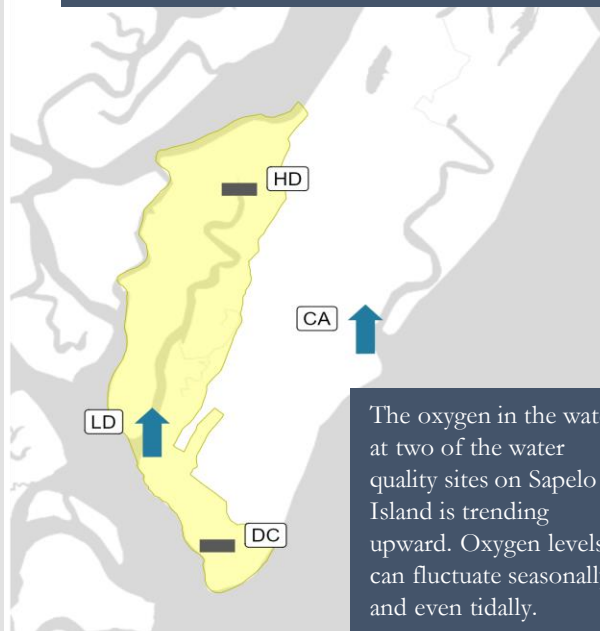 HD
CA
LD
DC
The oxygen in the wat
at two of the water
quality sites on Sapelo
Island is trending
upward. Oxygen levels
can fluctuate seasonall
and even tidally.